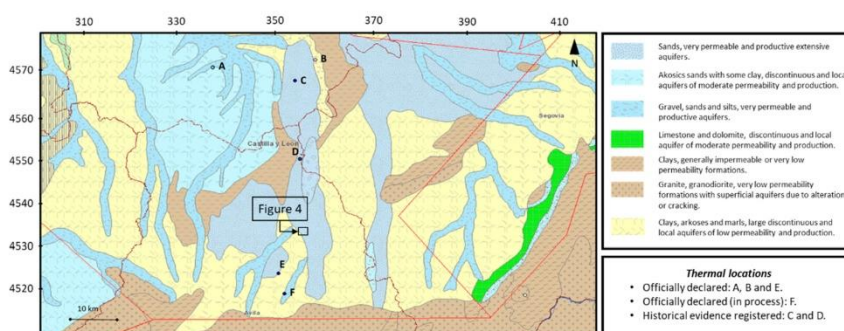 310 330 350 370 390 410
4570
4560
4550
4540
4530
4520
A
B
C
N
Segovia
Castilla y León
D
Figure 4
E
F
10 km
Avila
Sands, very permeable and productive extensive
aquifers.
Akosics sands with some clay, discontinuous and local
aquifers of moderate permeability and production.
Gravel, sands and silts, very permeable and
productive aquifers.
Limestone and dolomite, discontinuous and local
aquifer of moderate permeability and production.
Clays, generally impermeable or very low
permeability formations.
Granite, granodiorite, very low permeability
formations with superficial aquifers due to alteration
or cracking.
Clays, arkoses and marls, large discontinuous and
local aquifers of low permeability and production.
Thermal locations
• Officially declared: A, B and E.
• Officially declared (in process): F.
• Historical evidence registered: C and D.